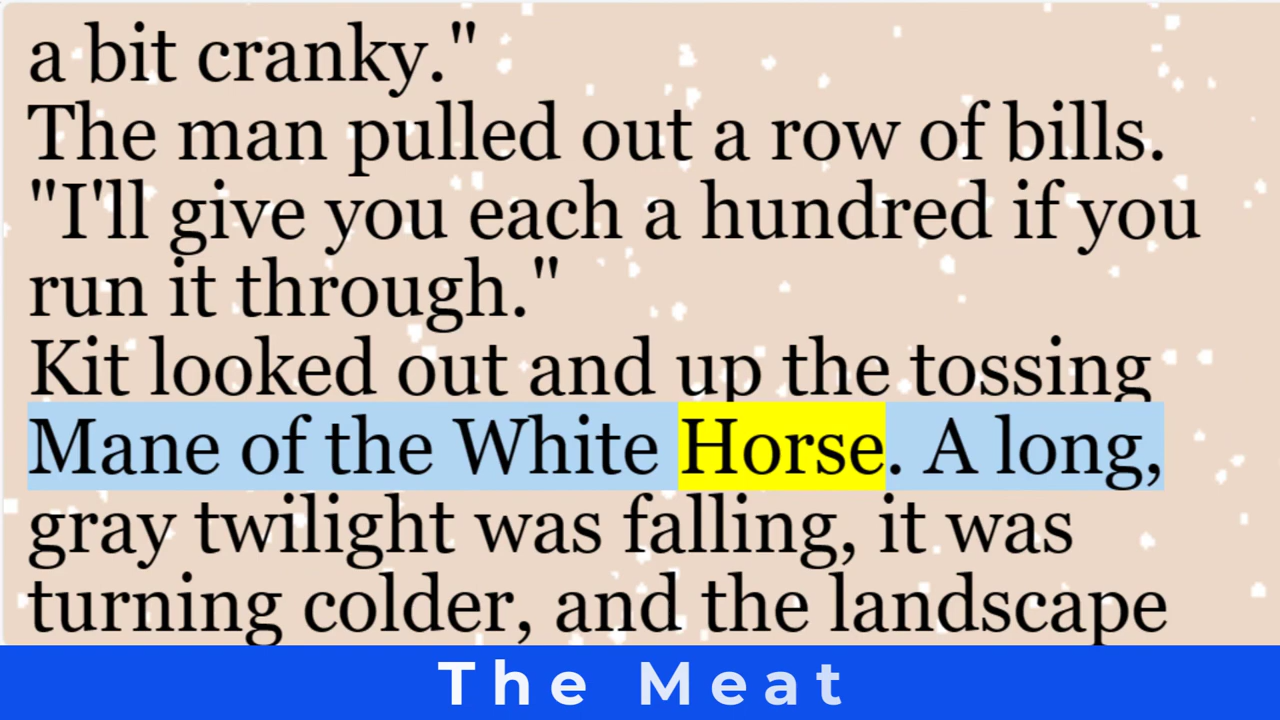 a bit cranky."
The man pulled out a row of bills.
"I'll give you each a hundred if you
run it through."
Kit looked out and up the tossing
Mane of the White Horse. A long,
gray twilight was falling, it was
turning colder, and the landscape
The Meat